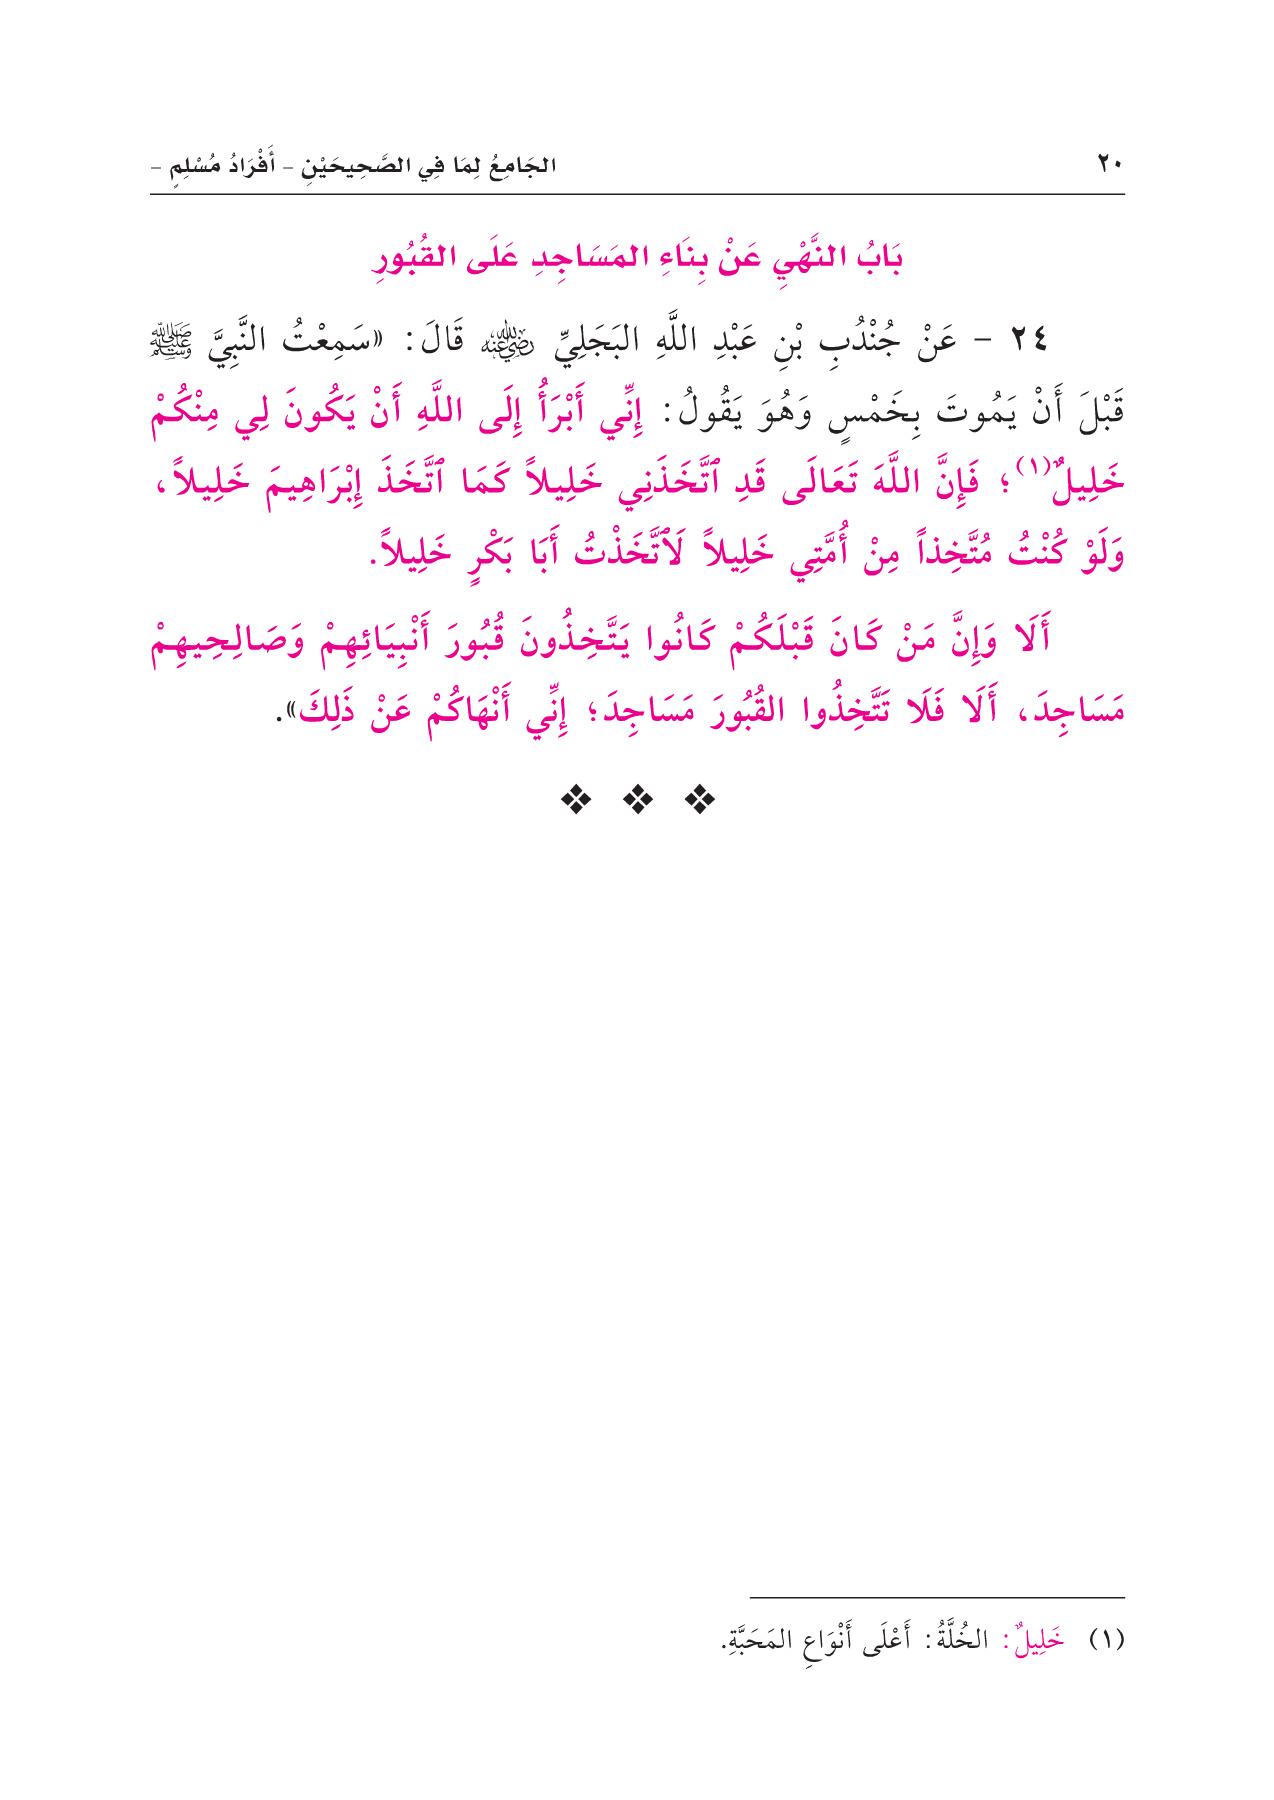 ٢٠
الجَامِعُ لِمَا فِي الصَّحِيحَيْنِ – أَفْرَادُ مُسْلِمٍ –
بَابُ النَّهْيِ عَنْ بِنَاءِ المَسَاجِدِ عَلَى القُبُورِ
٢٤ – عَنْ جُنْدُبِ بْنِ عَبْدِ اللَّهِ البَجَلِيِّ رضي الله عنه قَالَ: «سَمِعْتُ النَّبِيَّ ﷺ
قَبْلَ أَنْ يَمُوتَ بِخَمْسٍ وَهُوَ يَقُولُ: إِنِّي أَبْرَأُ إِلَى اللَّهِ أَنْ يَكُونَ لِي مِنْكُمْ
خَلِيلٌ(١)؛ فَإِنَّ اللَّهَ تَعَالَى قَدِ ٱتَّخَذَنِي خَلِيلاً كَمَا ٱتَّخَذَ إِبْرَاهِيمَ خَلِيلاً،
وَلَوْ كُنْتُ مُتَّخِذاً مِنْ أُمَّتِي خَلِيلاً لَٱتَّخَذْتُ أَبَا بَكْرٍ خَلِيلاً.
أَلَا وَإِنَّ مَنْ كَانَ قَبْلَكُمْ كَانُوا يَتَّخِذُونَ قُبُورَ أَنْبِيَائِهِمْ وَصَالِحِيهِمْ
مَسَاجِدَ، أَلَا فَلَا تَتَّخِذُوا القُبُورَ مَسَاجِدَ؛ إِنِّي أَنْهَاكُمْ عَنْ ذَلِكَ».
(١) خَلِيلٌ: الخُلَّةُ: أَعْلَى أَنْوَاعِ المَحَبَّةِ.